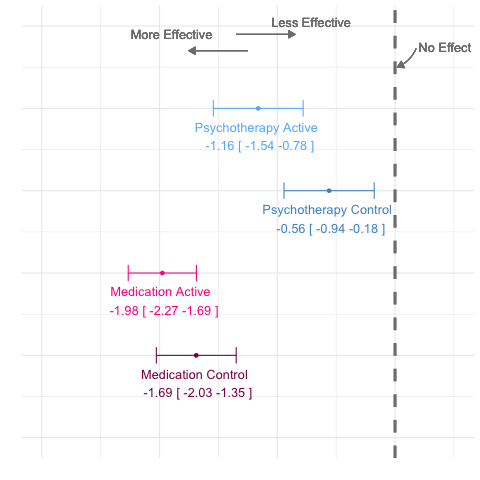 Less Effective
More Effective
No Effect
Psychotherapy Active
-1.16 [ -1.54 -0.78 ]
Psychotherapy Control
-0.56 [ -0.94 -0.18 ]
Medication Active
-1.98 [ -2.27 -1.69 ]
Medication Control
-1.69 [ -2.03 -1.35 ]